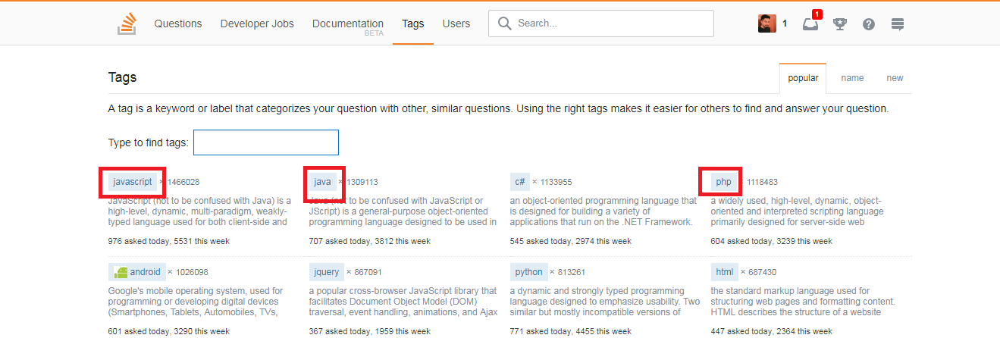 Questions Developer Jobs Documentation BETA Tags Users Search... 1 1
Tags popular name new
A tag is a keyword or label that categorizes your question with other, similar questions. Using the right tags makes it easier for others to find and answer your question.
Type to find tags:
javascript × 1466028
JavaScript (not to be confused with Java) is a
high-level, dynamic, multi-paradigm, weakly-
typed language used for both client-side and
976 asked today, 5531 this week
java × 1309113
Java (not to be confused with JavaScript or
JScript) is a general-purpose object-oriented
programming language designed to be used in
707 asked today, 3812 this week
c# × 1133955
an object-oriented programming language that
is designed for building a variety of
applications that run on the .NET Framework.
545 asked today, 2974 this week
php × 1118483
a widely used, high-level, dynamic, object-
oriented and interpreted scripting language
primarily designed for server-side web
604 asked today, 3239 this week
android × 1026098
Google's mobile operating system, used for
programming or developing digital devices
(Smartphones, Tablets, Automobiles, TVs,
601 asked today, 3290 this week
jquery × 867091
a popular cross-browser JavaScript library that
facilitates Document Object Model (DOM)
traversal, event handling, animations, and Ajax
367 asked today, 1959 this week
python × 813261
a dynamic and strongly typed programming
language designed to emphasize usability. Two
similar but mostly incompatible versions of
771 asked today, 4455 this week
html × 687430
the standard markup language used for
structuring web pages and formatting content.
HTML describes the structure of a website
447 asked today, 2364 this week